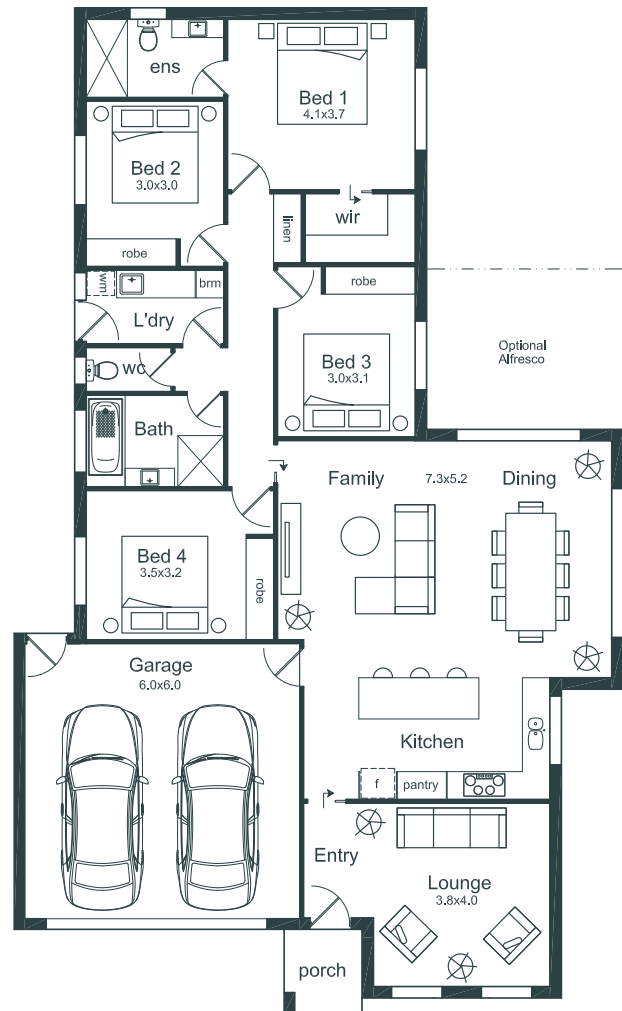 ens
Bed 1
4.1x3.7
Bed 2
3.0x3.0
robe
linen
wir
wm
brm
L'dry
robe
Bed 3
3.0x3.1
Optional
Alfresco
wc
Bath
Family
7.3x5.2
Dining
Bed 4
3.5x3.2
robe
Garage
6.0x6.0
Kitchen
f
pantry
Entry
Lounge
3.8x4.0
porch